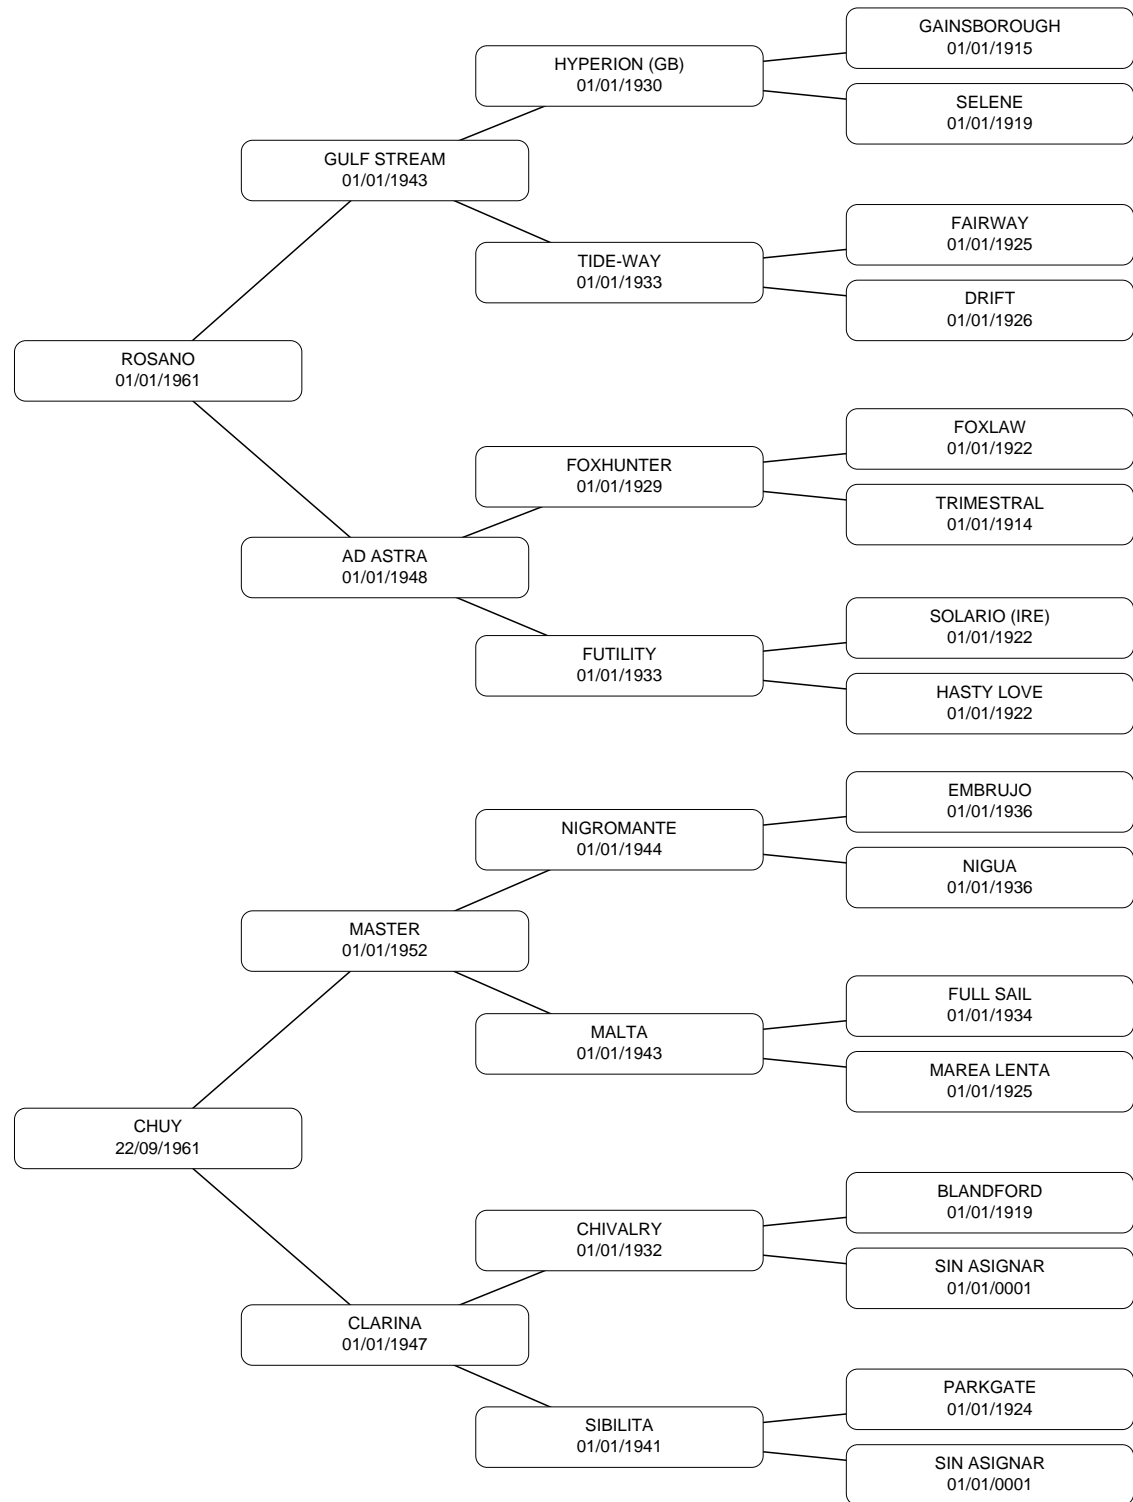 GAINSBOROUGH
01/01/1915
HYPERION (GB)
01/01/1930
SELENE
01/01/1919
GULF STREAM
01/01/1943
FAIRWAY
01/01/1925
TIDE-WAY
01/01/1933
DRIFT
01/01/1926
ROSANO
01/01/1961
FOXLAW
01/01/1922
FOXHUNTER
01/01/1929
TRIMESTRAL
01/01/1914
AD ASTRA
01/01/1948
SOLARIO (IRE)
01/01/1922
FUTILITY
01/01/1933
HASTY LOVE
01/01/1922
EMBRUJO
01/01/1936
NIGROMANTE
01/01/1944
NIGUA
01/01/1936
MASTER
01/01/1952
FULL SAIL
01/01/1934
MALTA
01/01/1943
MAREA LENTA
01/01/1925
CHUY
22/09/1961
BLANDFORD
01/01/1919
CHIVALRY
01/01/1932
SIN ASIGNAR
01/01/0001
CLARINA
01/01/1947
PARKGATE
01/01/1924
SIBILITA
01/01/1941
SIN ASIGNAR
01/01/0001